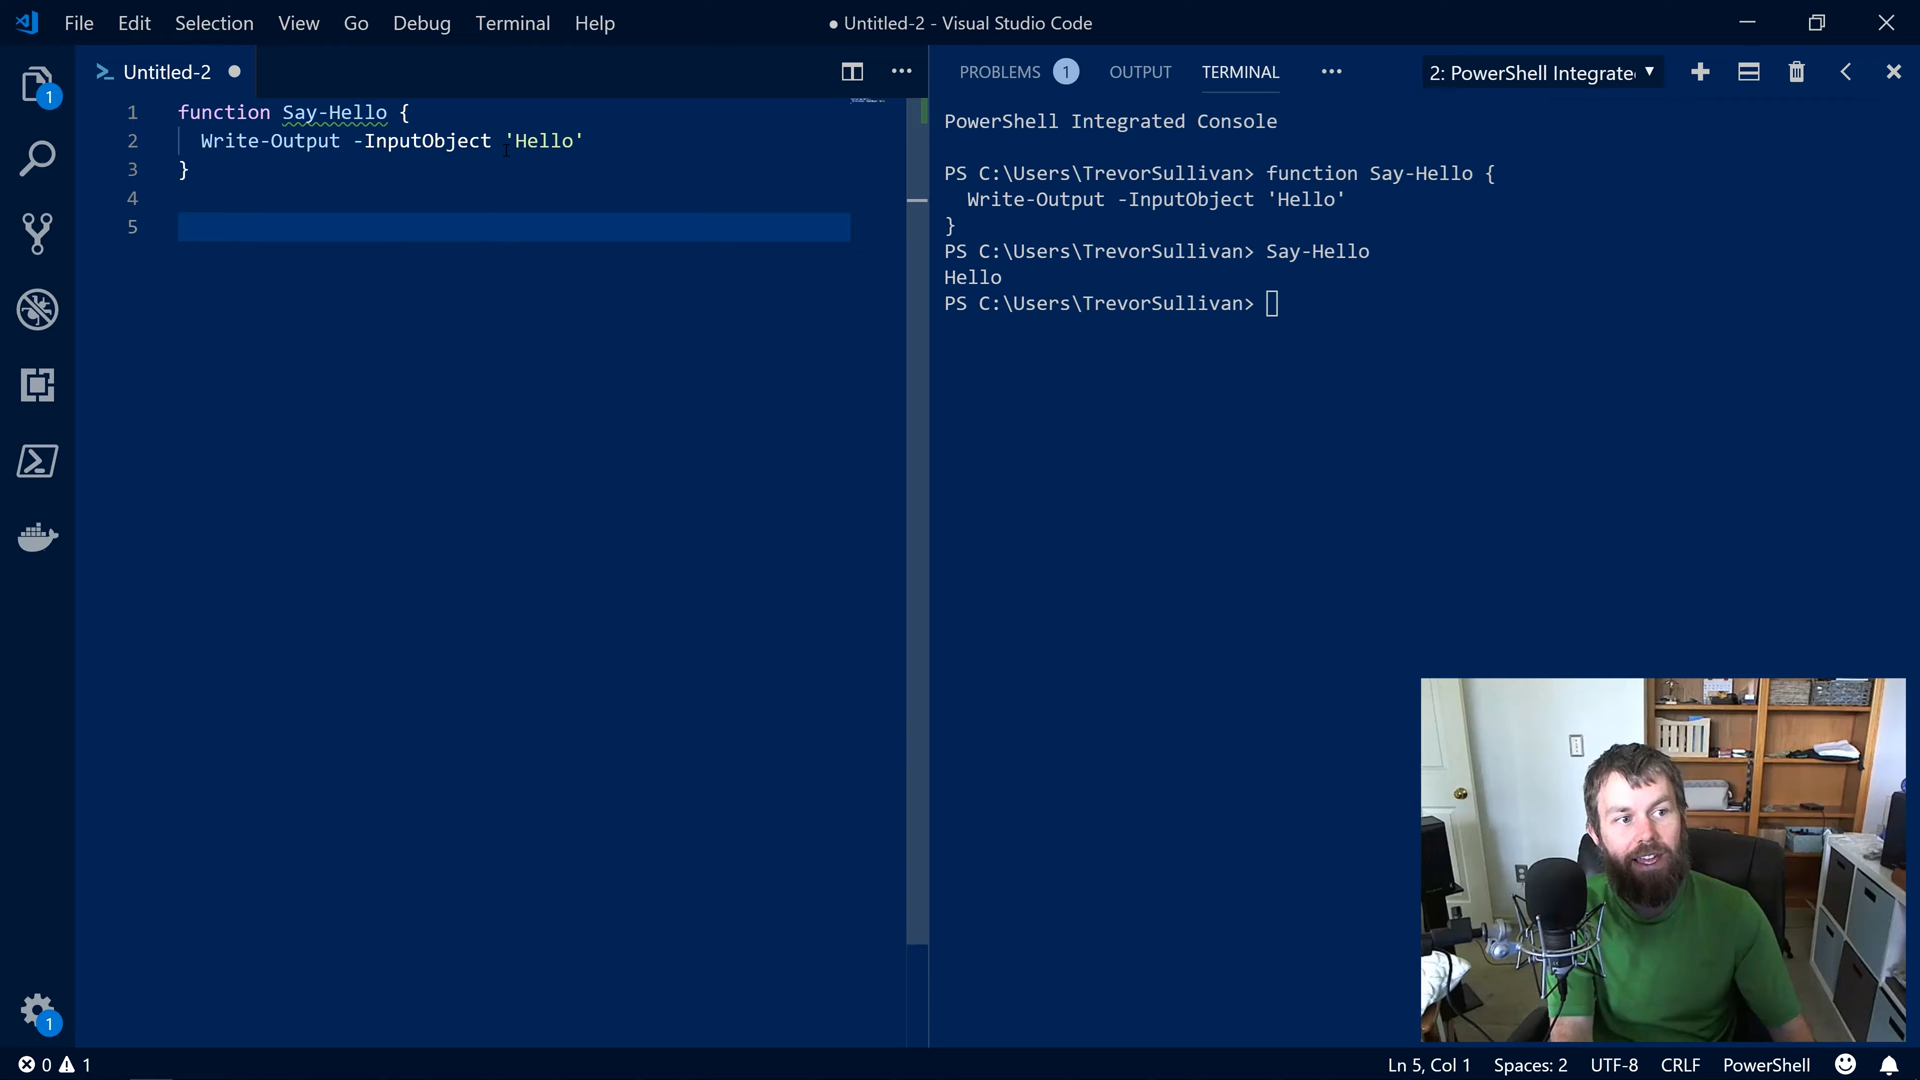 File Edit Selection View Go Debug Terminal Help
● Untitled-2 - Visual Studio Code
Untitled-2
PROBLEMS 1 OUTPUT TERMINAL
2: PowerShell Integrate
1 function Say-Hello {
2 Write-Output -InputObject 'Hello'
3 }
4
5
PowerShell Integrated Console
PS C:\Users\TrevorSullivan> function Say-Hello {
Write-Output -InputObject 'Hello'
}
PS C:\Users\TrevorSullivan> Say-Hello
Hello
PS C:\Users\TrevorSullivan>
1
1
0 1
Ln 5, Col 1 Spaces: 2 UTF-8 CRLF PowerShell